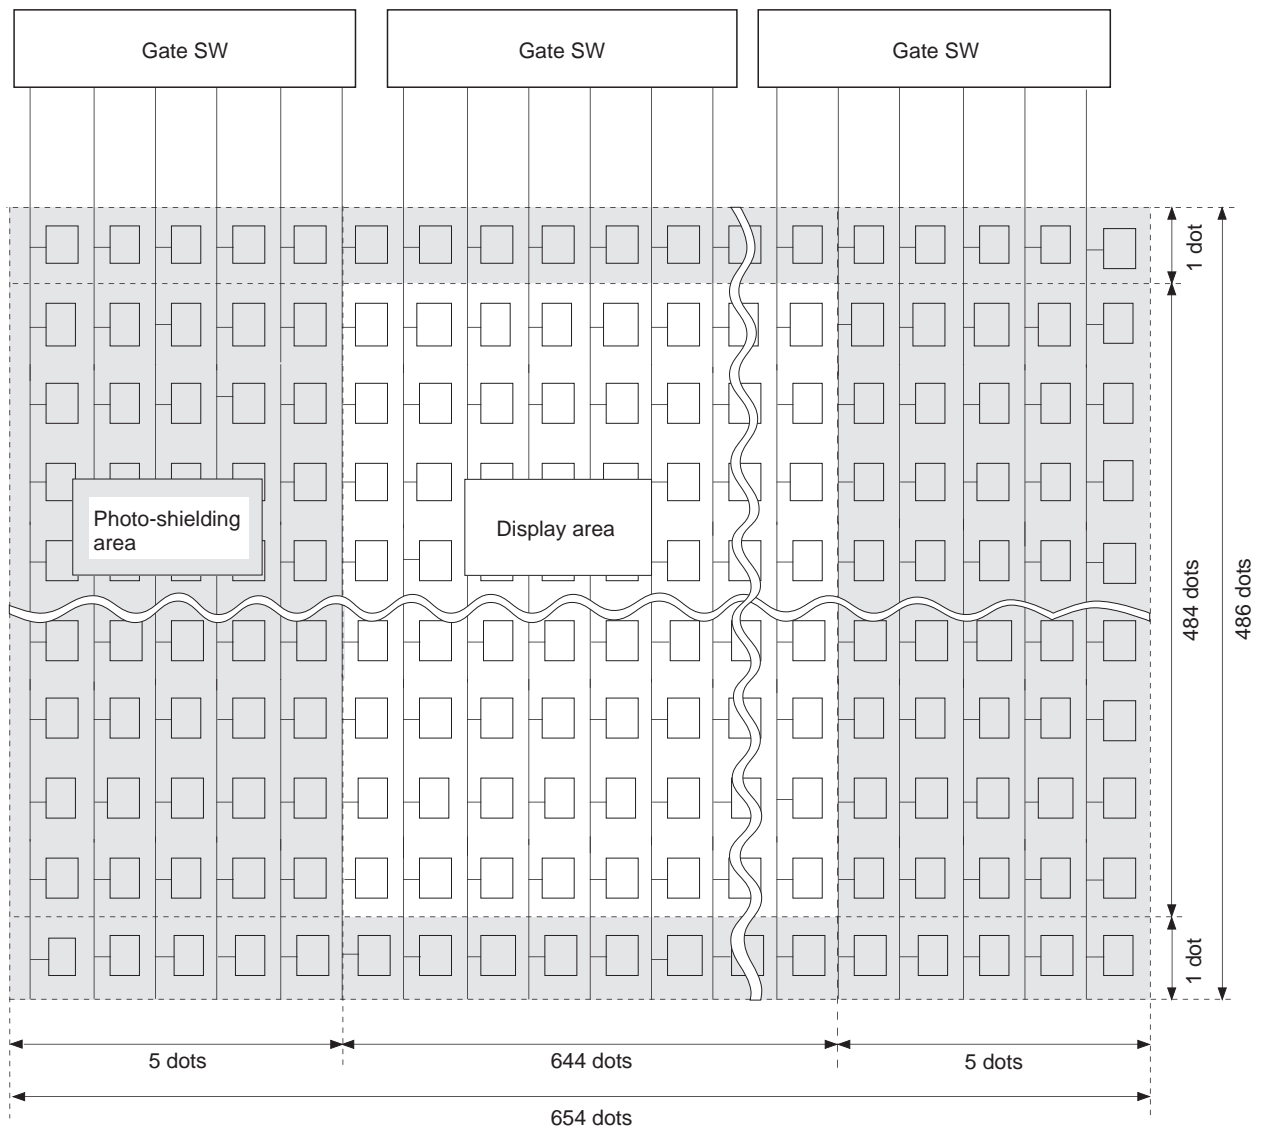 Gate SW
Gate SW
Gate SW
1 dot
Photo-shielding
area
Display area
484 dots
486 dots
1 dot
5 dots
644 dots
5 dots
654 dots